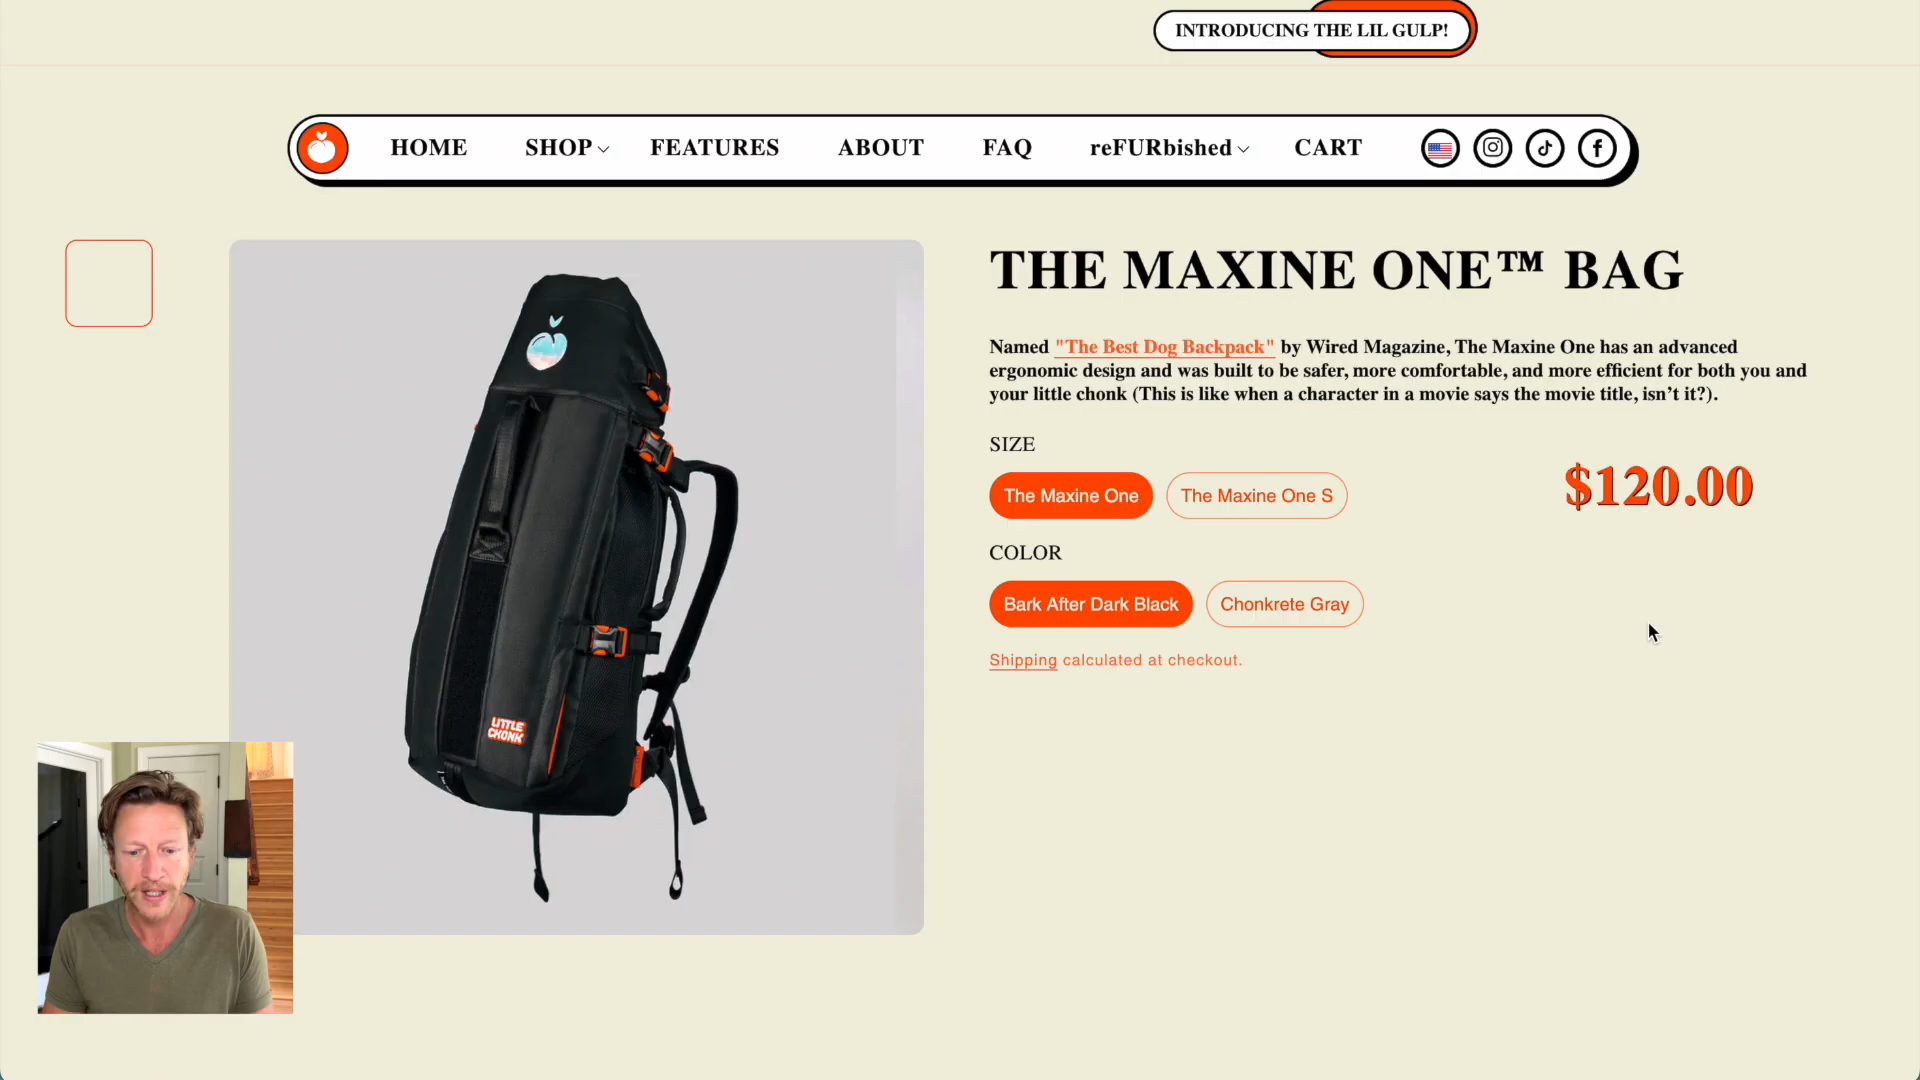 INTRODUCING THE LIL GULP!
HOME
SHOP
FEATURES
ABOUT
FAQ
reFURbished
CART
THE MAXINE ONE™ BAG
Named "The Best Dog Backpack" by Wired Magazine, The Maxine One has an advanced
ergonomic design and was built to be safer, more comfortable, and more efficient for both you and
your little chonk (This is like when a character in a movie says the movie title, isn’t it?).
SIZE
The Maxine One
The Maxine One S
$120.00
COLOR
Bark After Dark Black
Chonkrete Gray
Shipping calculated at checkout.
LITTLE
CHONK